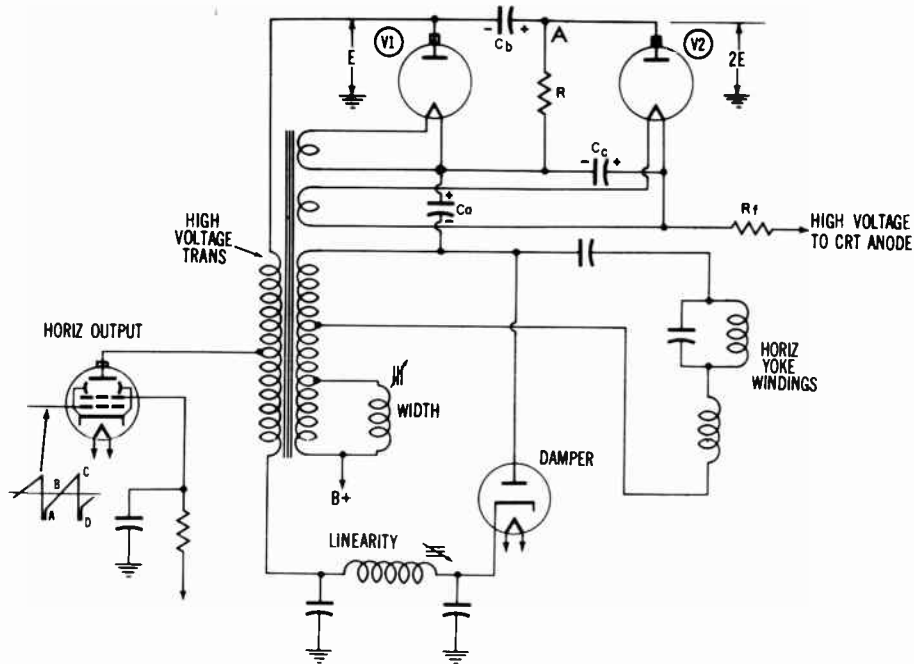 V1
- Cb +
A
V2
E
R
2E
- Cc +
+
Ca
-
Rf
HIGH VOLTAGE
TO CRT ANODE
HIGH
VOLTAGE
TRANS
HORIZ OUTPUT
HORIZ
YOKE
WINDINGS
WIDTH
B+
DAMPER
C
B
A
D
LINEARITY